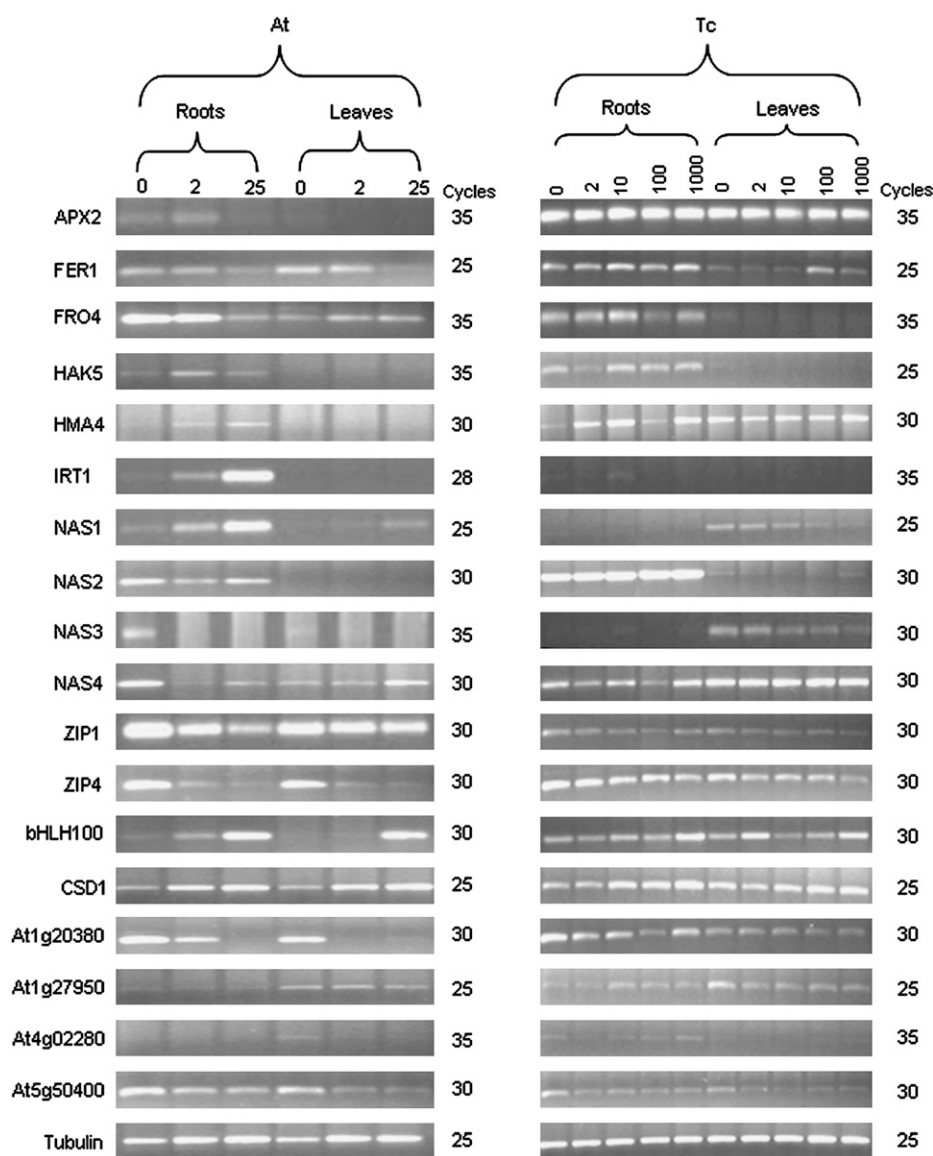 At Tc
Roots Leaves Roots Leaves
0 2 25 0 2 25 Cycles 0 2 10 100 1000 0 2 10 100 1000 Cycles
APX2 35 35
FER1 25 25
FRO4 35 35
HAK5 35 25
HMA4 30 30
IRT1 28 35
NAS1 25 25
NAS2 30 30
NAS3 35 30
NAS4 30 30
ZIP1 30 30
ZIP4 30 30
bHLH100 30 30
CSD1 25 25
At1g20380 30 30
At1g27950 25 25
At4g02280 35 35
At5g50400 30 30
Tubulin 25 25